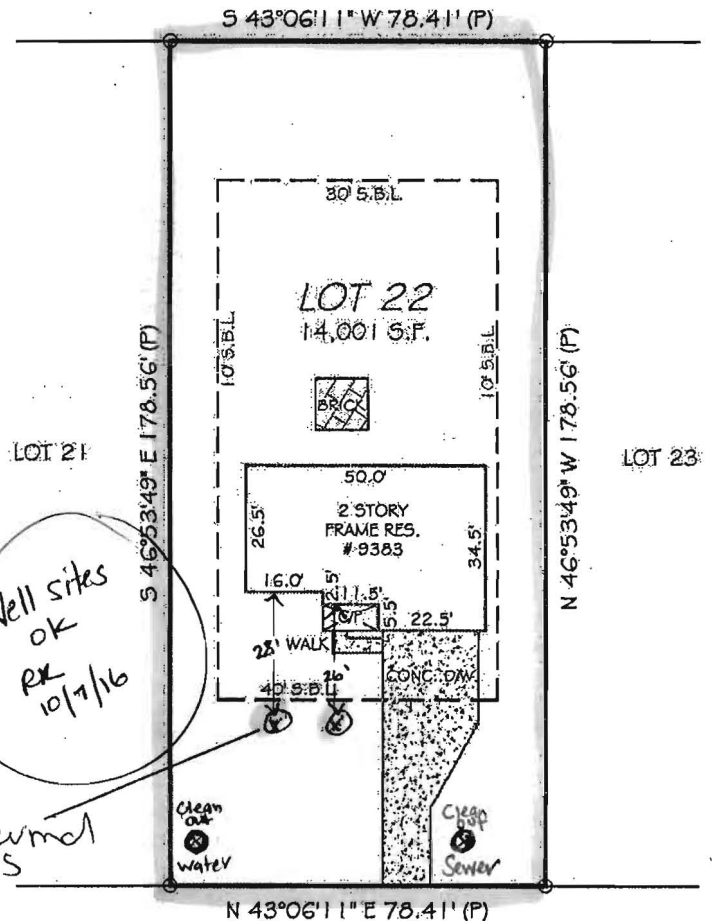 S 43°06'11" W 78.41' (P)
30' S.B.L.
LOT 22
14,001 S.F.
10' S.B.L.
10' S.B.L.
S 46°53'49" E 178.56' (P)
N 46°53'49" W 178.56' (P)
BRICK
LOT 21
LOT 23
50.0'
2 STORY
FRAME RES.
# 9383
26.5'
34.5'
16.0'
2.5'
11.5'
C/P
5.5'
22.5'
sites
OK
RK
10/7/16
28'
WALK
26'
CONC. D/W
40' S.B.L.
Clean
out
water
Sewer
N 43°06'11" E 78.41' (P)